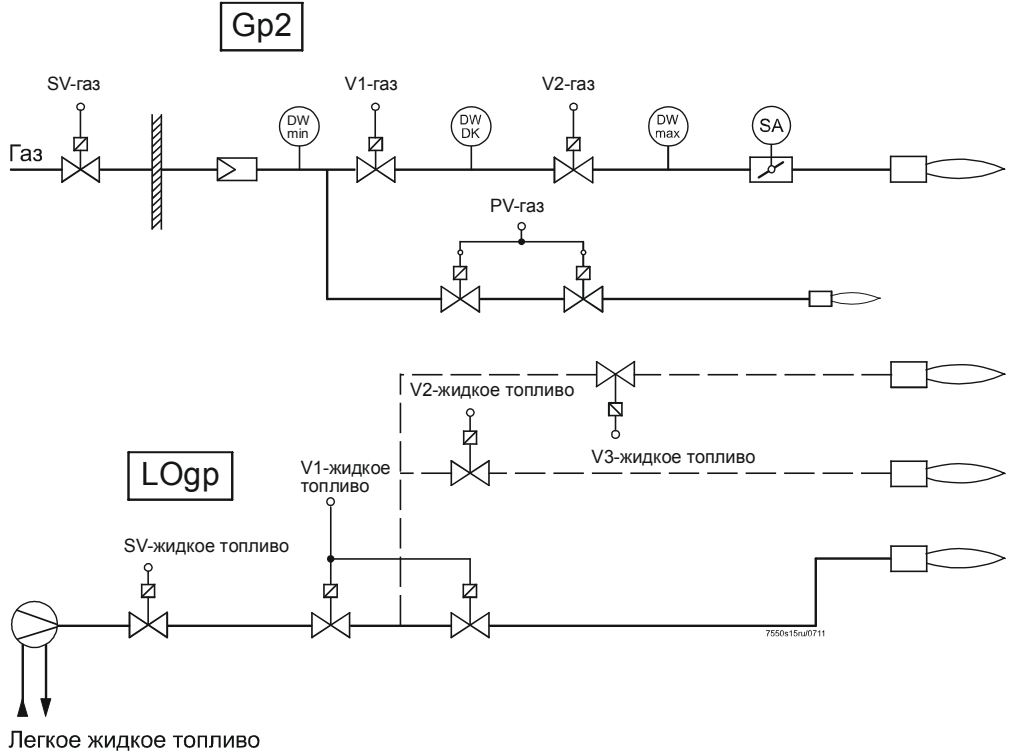 Gp2
SV-газ
V1-газ
V2-газ
DW
min
DW
DK
DW
max
SA
Газ
PV-газ
V2-жидкое топливо
V3-жидкое топливо
LOgp
V1-жидкое
топливо
SV-жидкое топливо
7550s15ru/0711
Легкое жидкое топливо